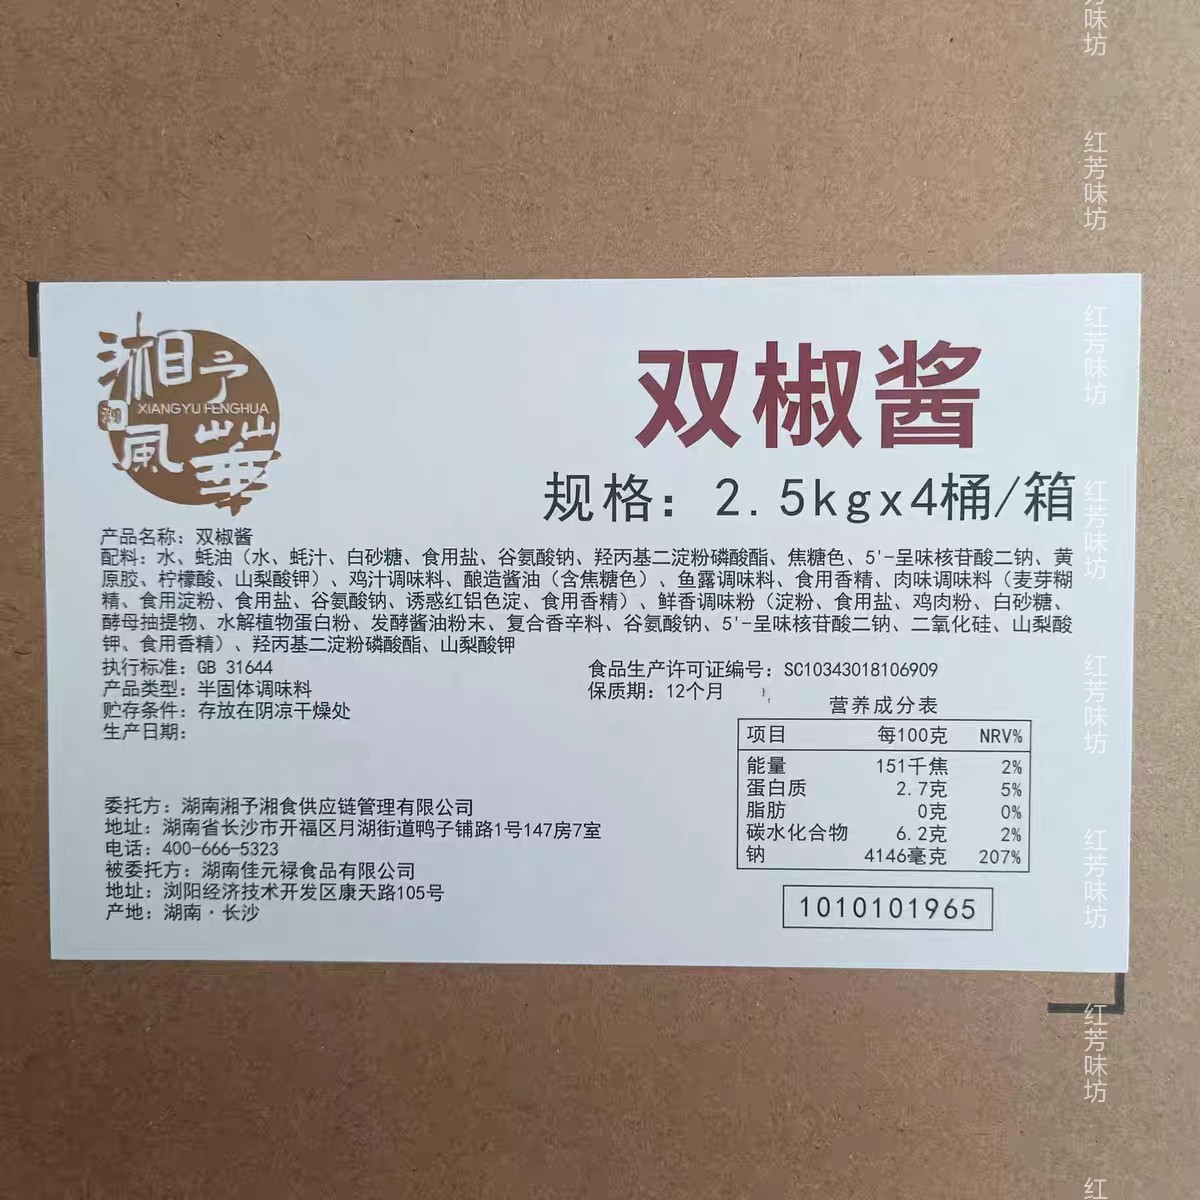 湘予
湘
XIANGYU FENGHUA
風華
双椒酱
规格：2.5kgx4桶/箱
产品名称：双椒酱
配料：水、蚝油（水、蚝汁、白砂糖、食用盐、谷氨酸钠、羟丙基二淀粉磷酸酯、焦糖色、5'-呈味核苷酸二钠、黄
原胶、柠檬酸、山梨酸钾）、鸡汁调味料、酿造酱油（含焦糖色）、鱼露调味料、食用香精、肉味调味料（麦芽糊
精、食用淀粉、食用盐、谷氨酸钠、诱惑红铝色淀、食用香精）、鲜香调味粉（淀粉、食用盐、鸡肉粉、白砂糖、
酵母抽提物、水解植物蛋白粉、发酵酱油粉末、复合香辛料、谷氨酸钠、5'-呈味核苷酸二钠、二氧化硅、山梨酸
钾、食用香精）、羟丙基二淀粉磷酸酯、山梨酸钾
执行标准：GB 31644
产品类型：半固体调味料
贮存条件：存放在阴凉干燥处
生产日期：
食品生产许可证编号：SC10343018106909
保质期：12个月
营养成分表
项目 每100克 NRV%
能量 151千焦 2%
蛋白质 2.7克 5%
脂肪 0克 0%
碳水化合物 6.2克 2%
钠 4146毫克 207%
委托方：湖南湘予湘食供应链管理有限公司
地址：湖南省长沙市开福区月湖街道鸭子铺路1号147房7室
电话：400-666-5323
被委托方：湖南佳元禄食品有限公司
地址：浏阳经济技术开发区康天路105号
产地：湖南·长沙
1010101965
味坊
红芳味坊
红芳味坊
红芳味坊
红芳味坊
红芳味坊
红芳味坊
红